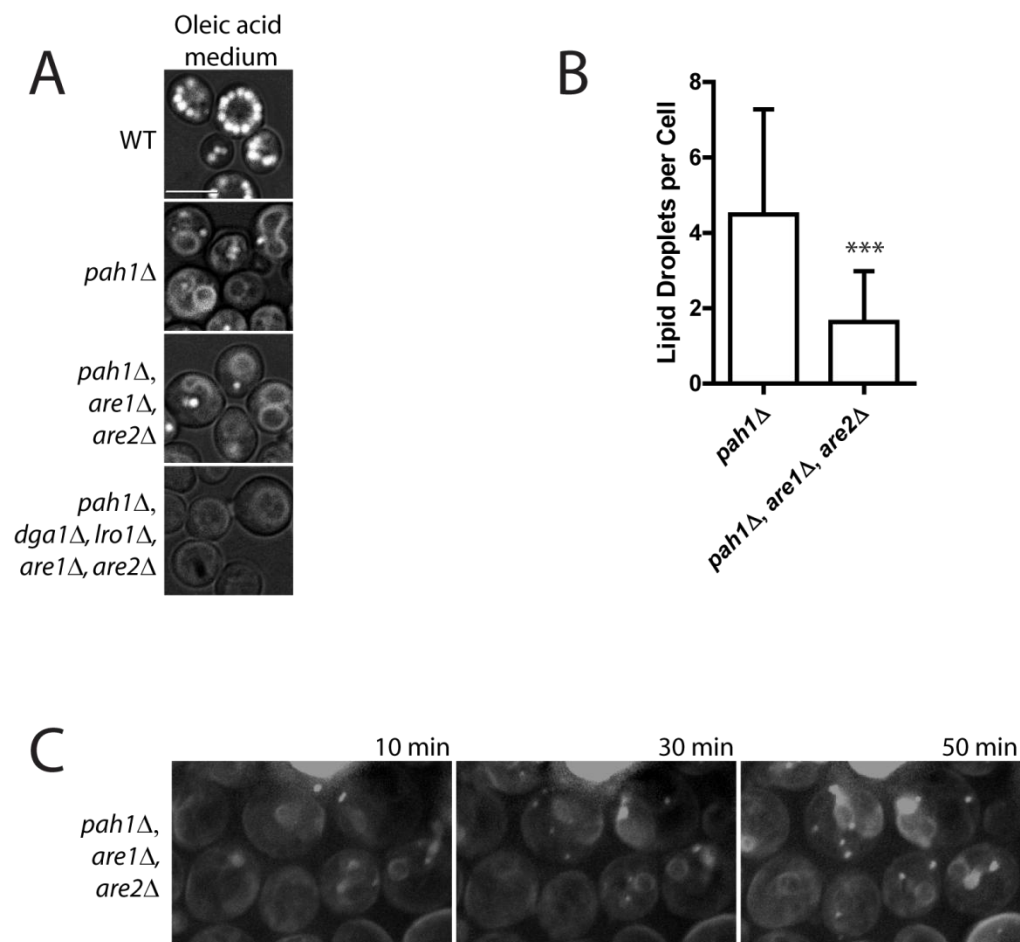 A
Oleic acid
medium
WT
pah1Δ
pah1Δ,
are1Δ,
are2Δ
pah1Δ,
dga1Δ, lro1Δ,
are1Δ, are2Δ
B
Lipid Droplets per Cell
8
6
4
2
0
***
pah1Δ
pah1Δ, are1Δ, are2Δ
C
10 min
30 min
50 min
pah1Δ,
are1Δ,
are2Δ